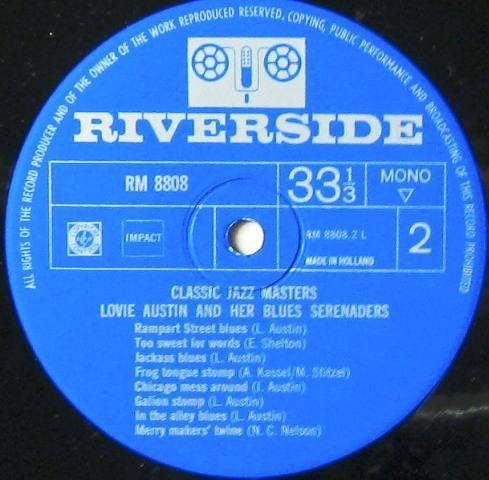 ALL RIGHTS OF THE RECORD PRODUCER AND OF THE OWNER OF THE WORK REPRODUCED RESERVED, COPYING, PUBLIC PERFORMANCE AND BROADCASTING OF THIS RECORD PROHIBITED
RIVERSIDE
RM 8808
33⅓
MONO
▽
IMPACT
RM 8808.2 L
MADE IN HOLLAND
2
CLASSIC JAZZ MASTERS
LOVIE AUSTIN AND HER BLUES SERENADERS
Rampart Street blues (L. Austin)
Too sweet for words (E. Shelton)
Jackass blues (L. Austin)
Frog tongue stomp (A. Kassel/M. Stitzel)
Chicago mess around (l. Austin)
Galion stomp (L. Austin)
In the alley blues (L. Austin)
Merry makers' twine (N. C. Nelson)